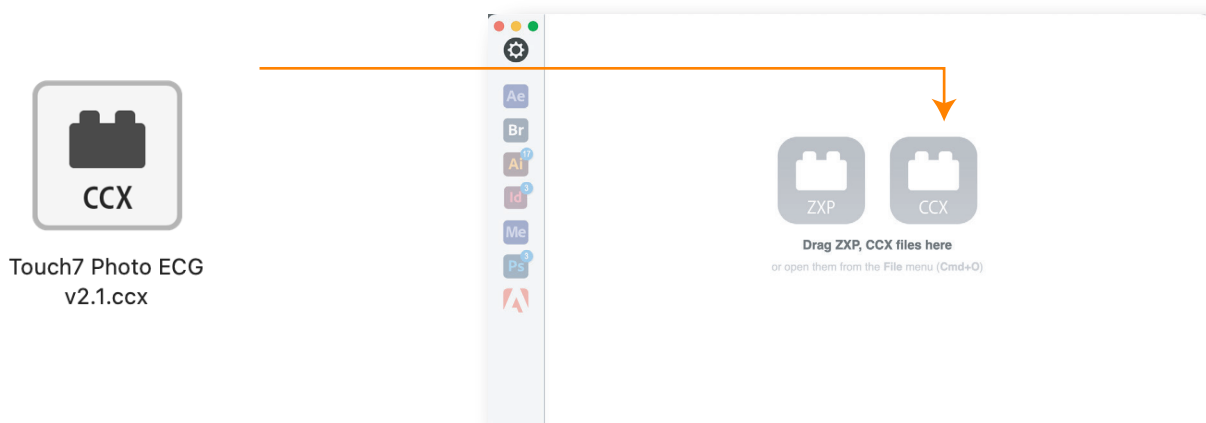 CCX
Touch7 Photo ECG
v2.1.ccx
Ae
Br
Ai
17
Id
3
Me
Ps
3
ZXP
CCX
Drag ZXP, CCX files here
or open them from the File menu (Cmd+O)